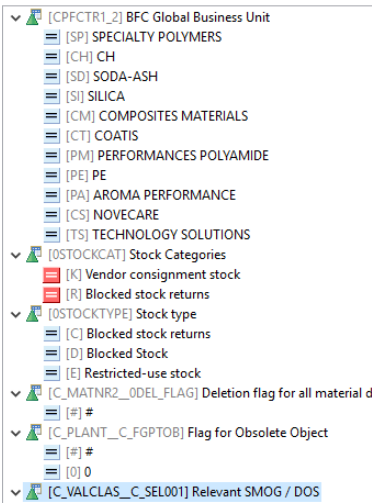 [CPFCTR1_2] BFC Global Business Unit
[SP] SPECIALTY POLYMERS
[CH] CH
[SD] SODA-ASH
[SI] SILICA
[CM] COMPOSITES MATERIALS
[CT] COATIS
[PM] PERFORMANCES POLYAMIDE
[PE] PE
[PA] AROMA PERFORMANCE
[CS] NOVECARE
[TS] TECHNOLOGY SOLUTIONS
[0STOCKCAT] Stock Categories
[K] Vendor consignment stock
[R] Blocked stock returns
[0STOCKTYPE] Stock type
[C] Blocked stock returns
[D] Blocked Stock
[E] Restricted-use stock
[C_MATNR2__0DEL_FLAG] Deletion flag for all material d
[#] #
[C_PLANT__C_FGPTOB] Flag for Obsolete Object
[#] #
[0] 0
[C_VALCLAS__C_SEL001] Relevant SMOG / DOS